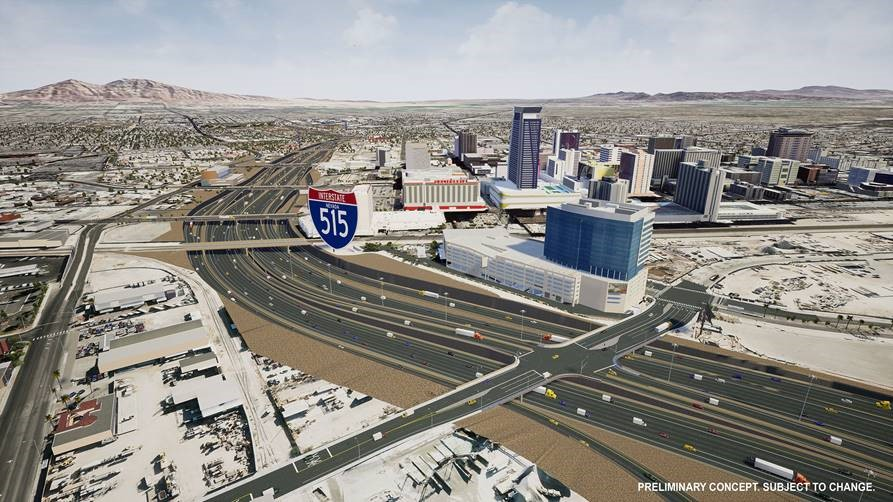 INTERSTATE
NEVADA
515
PRELIMINARY CONCEPT. SUBJECT TO CHANGE.